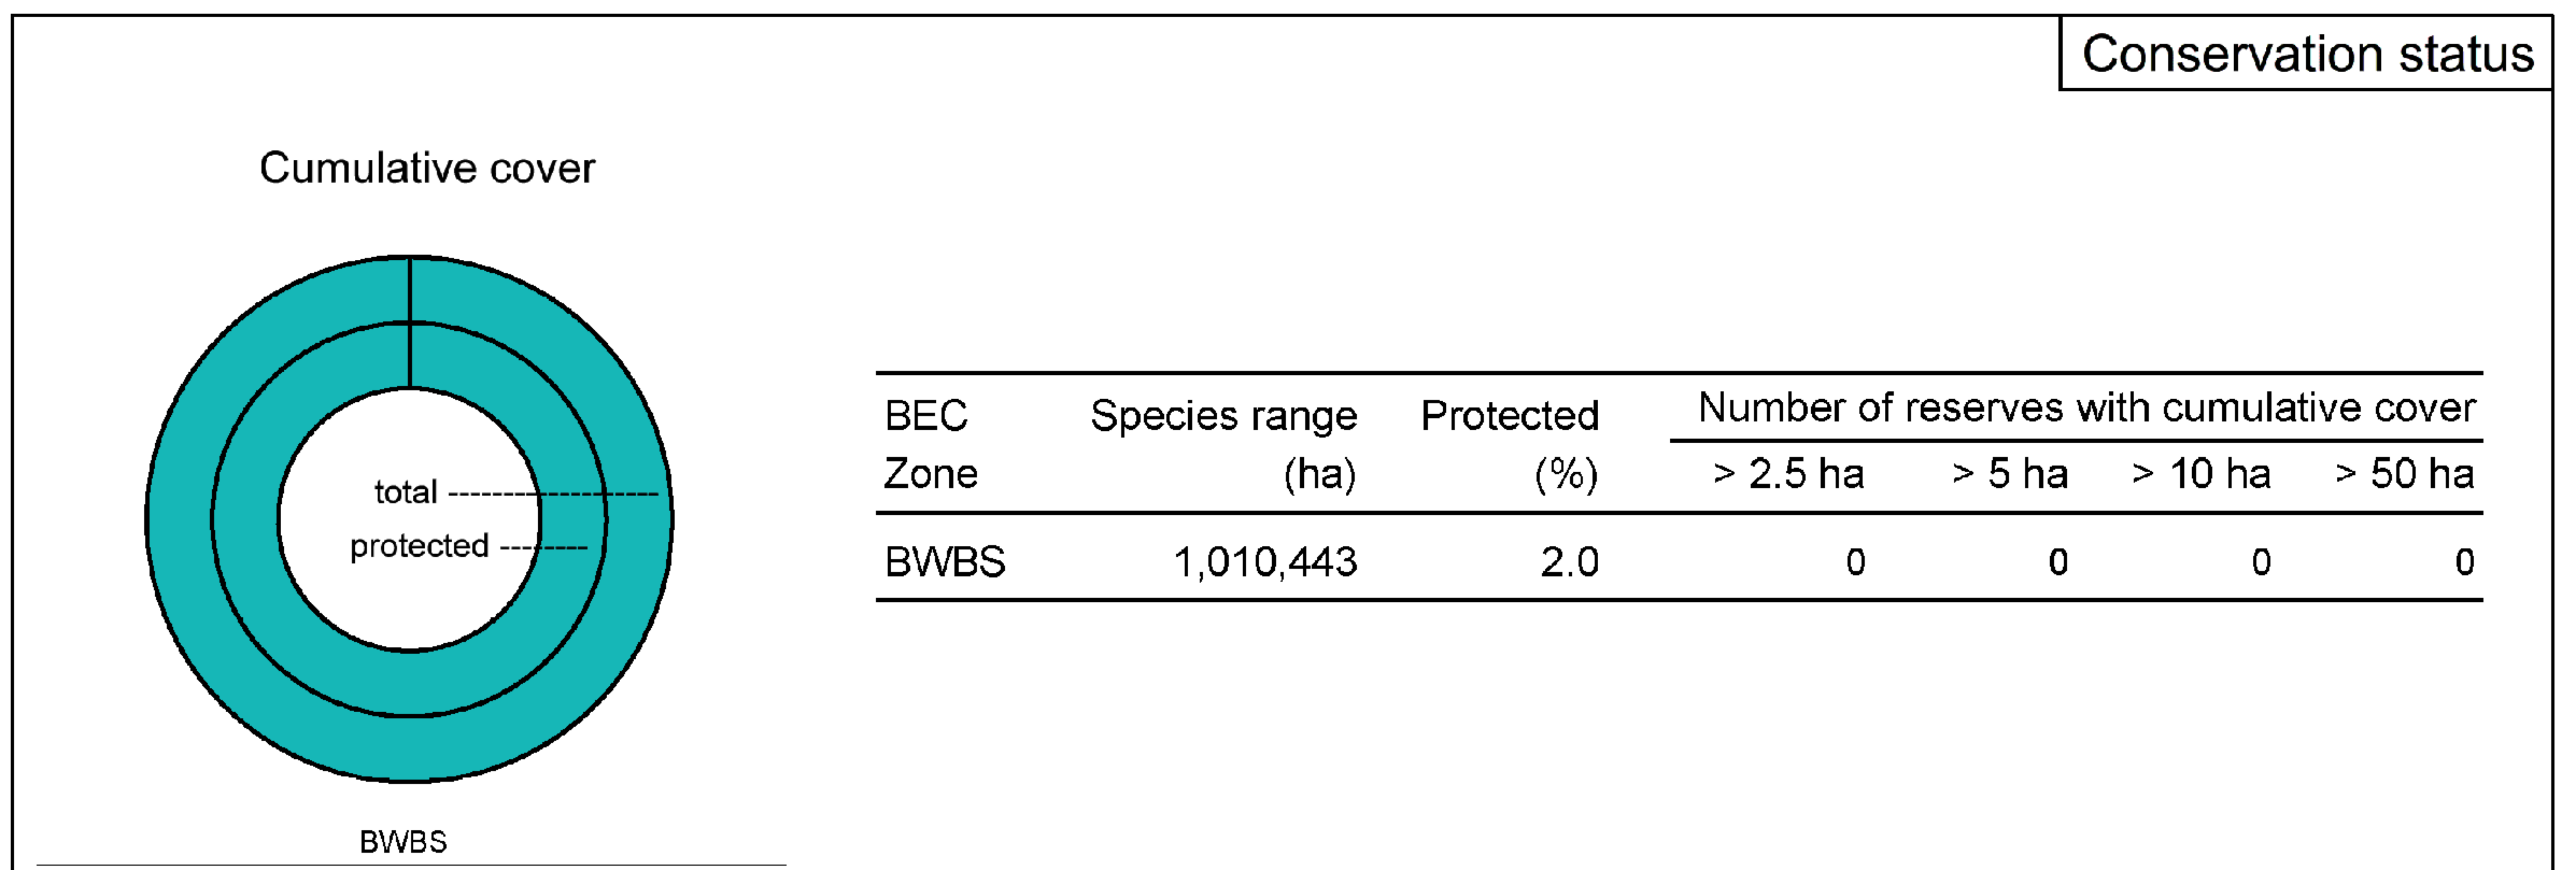 Conservation status
Cumulative cover
total
protected
BWBS
BEC Species range Protected Number of reserves with cumulative cover
Zone (ha) (%) > 2.5 ha > 5 ha > 10 ha > 50 ha
BWBS 1,010,443 2.0 0 0 0 0